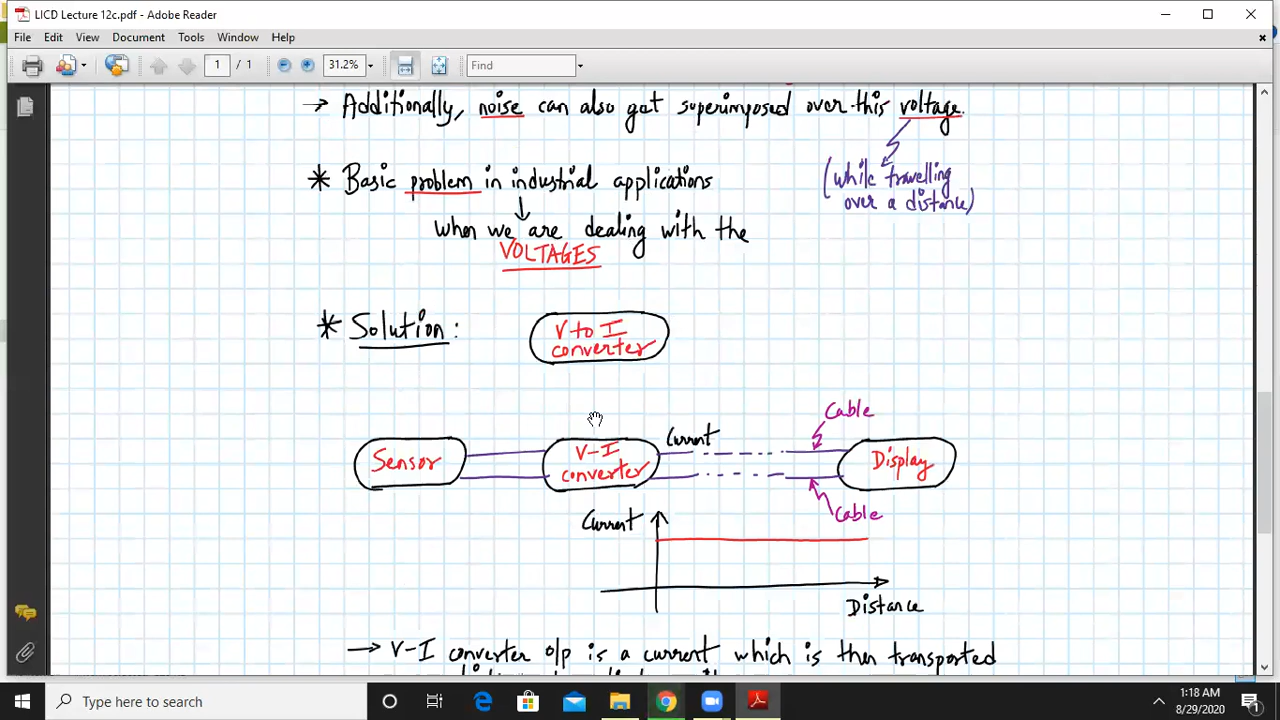 LICD Lecture 12c.pdf - Adobe Reader
File Edit View Document Tools Window Help
1 / 1 31.2% Find
→ Additionally, noise can also get superimposed over this voltage.
(while travelling
over a distance)
* Basic problem in industrial applications
when we are dealing with the
VOLTAGES
* Solution:
V to I
converter
Cable
Sensor
V-I
converter
Current
Display
Cable
Current
Distance
→ V-I converter o/p is a current which is then transported
Type here to search
1:18 AM
8/29/2020